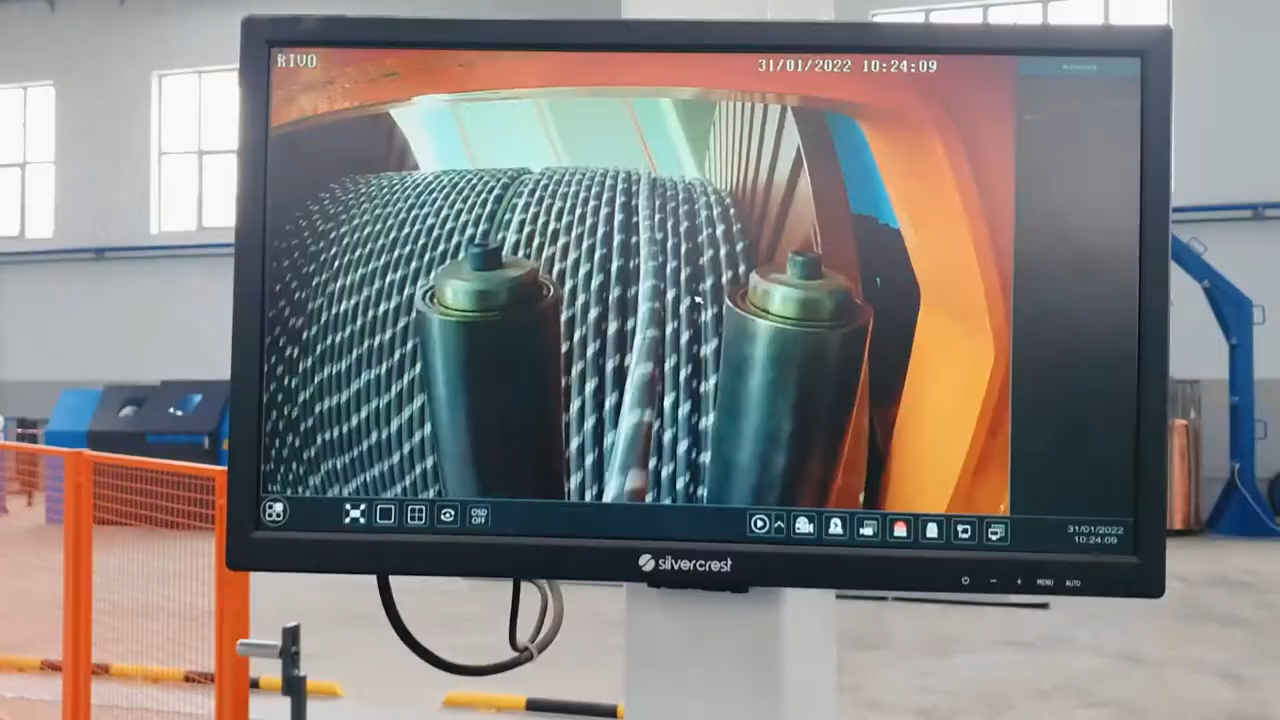 RIVO
31/01/2022 10:24:09
OSD
OFF
31/01/2022
10:24:09
silvercrest
MENU
AUTO